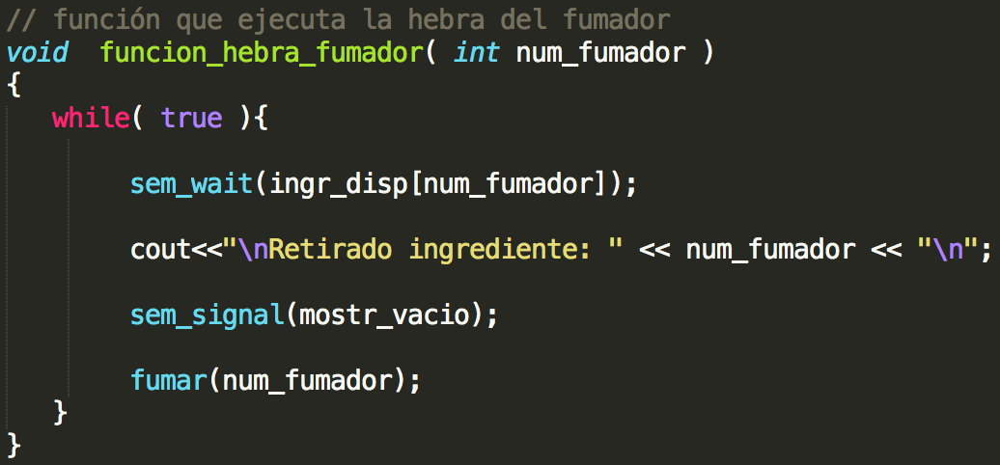 // función que ejecuta la hebra del fumador
void  funcion_hebra_fumador( int num_fumador )
{
   while( true ){
        sem_wait(ingr_disp[num_fumador]);
        cout<<"\nRetirado ingrediente: " << num_fumador << "\n";
        sem_signal(mostr_vacio);
        fumar(num_fumador);
   }
}